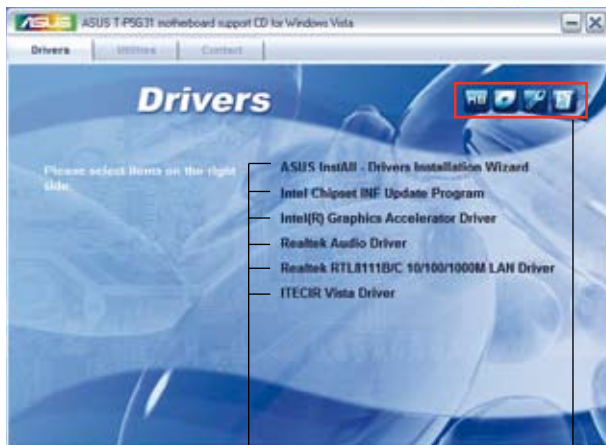 ASUS
ASUS T-P5G31 motherboard support CD for Windows Vista
Drivers
Utilities
Contact
Drivers
Please select items on the right
side.
ASUS InstAll - Drivers Installation Wizard
Intel Chipset INF Update Program
Intel(R) Graphics Accelerator Driver
Realtek Audio Driver
Realtek RTL8111B/C 10/100/1000M LAN Driver
ITECIR Vista Driver